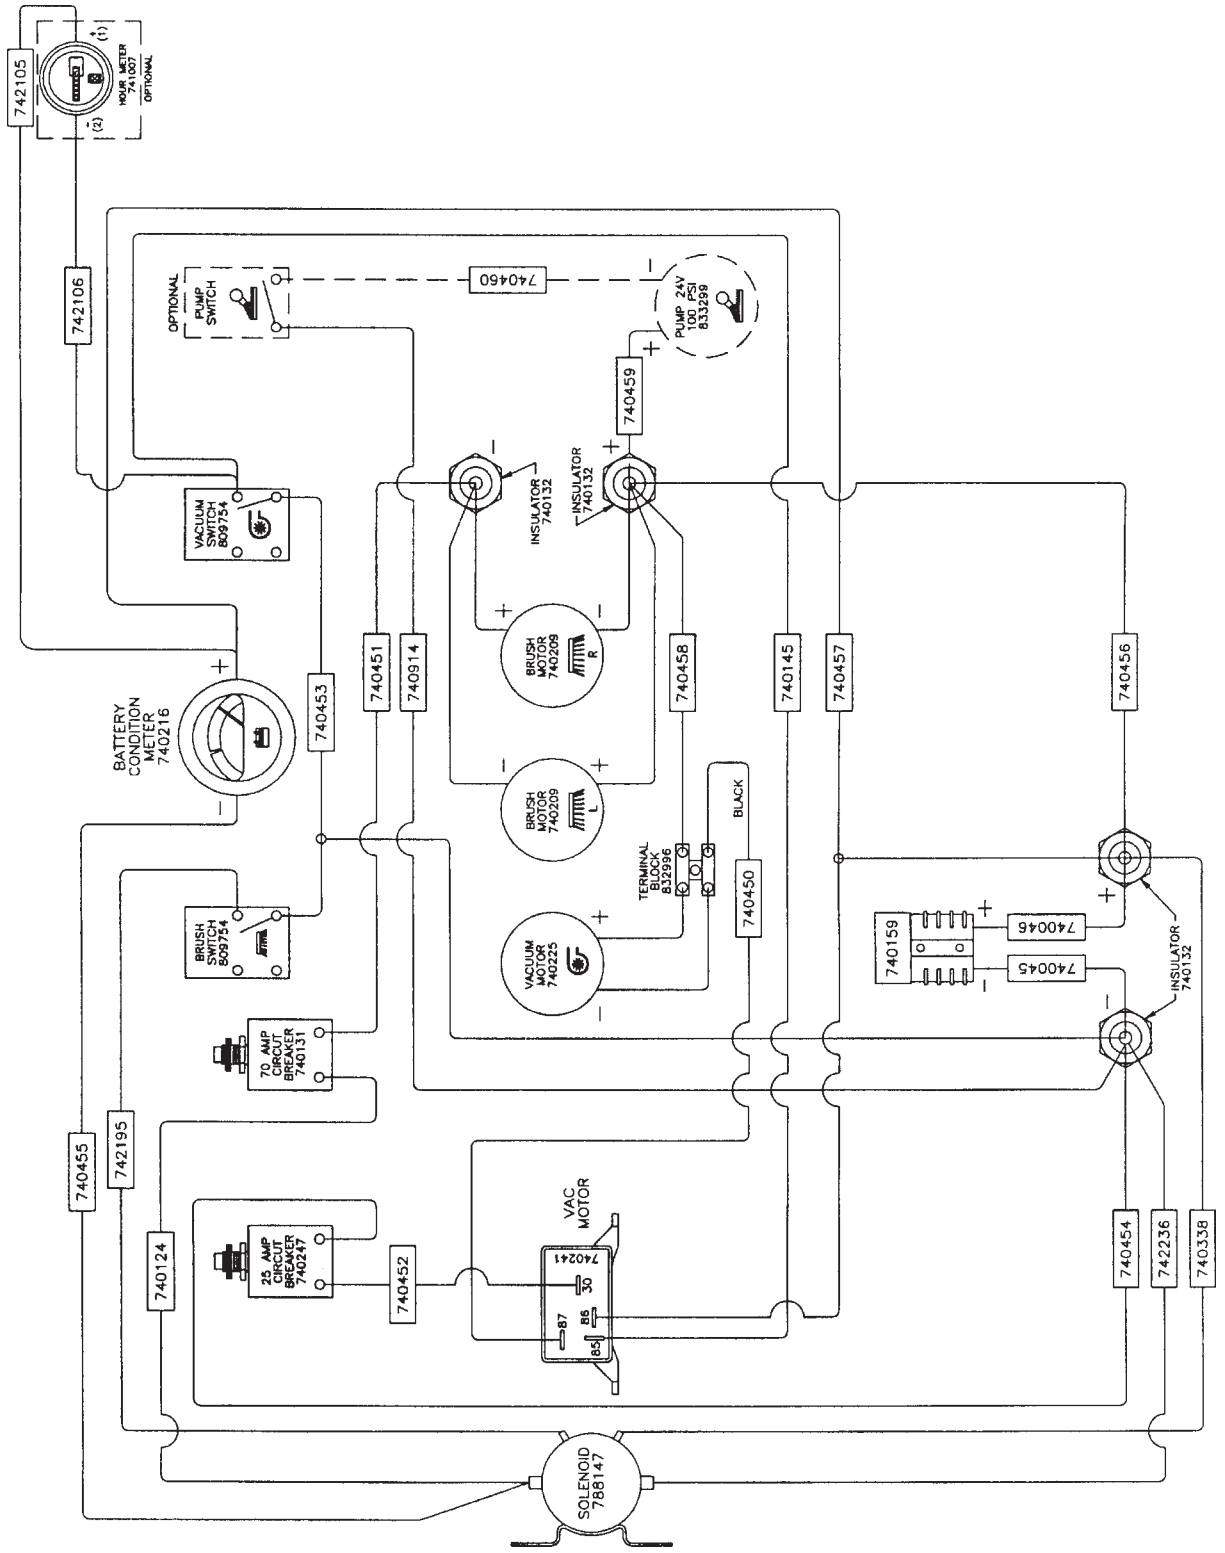 742105
+
(1)
HOUR METER
741007
OPTIONAL
-
(2)
742106
OPTIONAL
PUMP
SWITCH
740460
-
PUMP 24V
100 PSI
833299
+
740459
VACUUM
SWITCH
809754
-
INSULATOR
740132
+
INSULATOR
740132
BATTERY
CONDITION
METER
740216
+
-
740453
740451
740914
+
BRUSH
MOTOR
740209
R
-
740458
740145
740457
740456
-
BRUSH
MOTOR
740209
L
+
BLACK
TERMINAL
BLOCK
832996
740450
BRUSH
SWITCH
809754
VACUUM
MOTOR
740225
+
-
740159
+
-
740046
740045
+
-
INSULATOR
740132
70 AMP
CIRCUT
BREAKER
740131
740455
742195
740124
25 AMP
CIRCUT
BREAKER
740247
740452
VAC
MOTOR
740241
30
87
86
85
740454
742236
740338
SOLENOID
788147